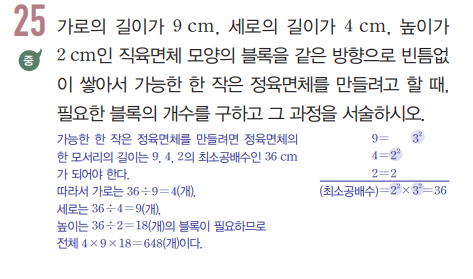 25
중
가로의 길이가 9 cm, 세로의 길이가 4 cm, 높이가
2 cm인 직육면체 모양의 블록을 같은 방향으로 빈틈없
이 쌓아서 가능한 한 작은 정육면체를 만들려고 할 때,
필요한 블록의 개수를 구하고 그 과정을 서술하시오.
가능한 한 작은 정육면체를 만들려면 정육면체의
한 모서리의 길이는 9, 4, 2의 최소공배수인 36 cm
가 되어야 한다.
따라서 가로는 36÷9=4(개),
세로는 36÷4=9(개),
높이는 36÷2=18(개)의 블록이 필요하므로
전체 4×9×18=648(개)이다.
9= 3²
4=2²
2=2
(최소공배수)=2²×3²=36